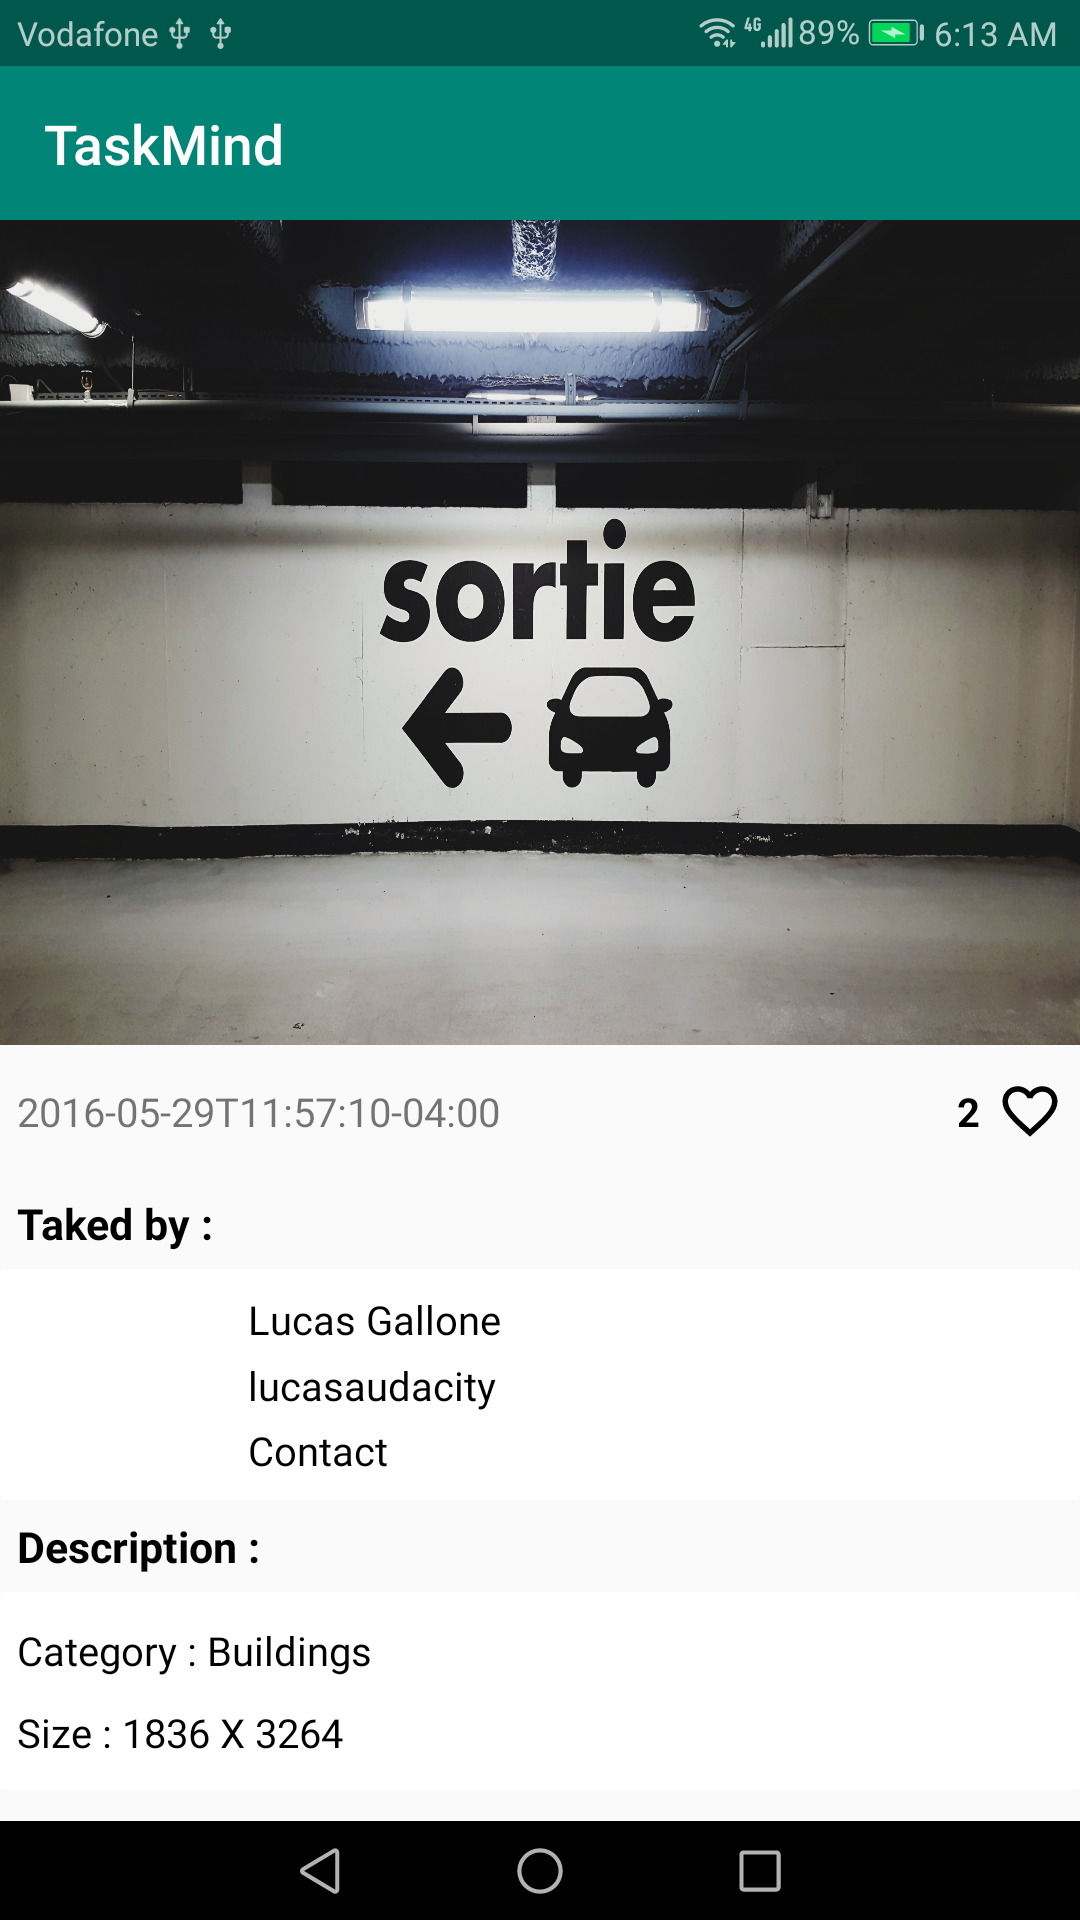 Vodafone 4G 89% 6:13 AM
TaskMind
sortie
2016-05-29T11:57:10-04:00 2
Taked by :
Lucas Gallone
lucasaudacity
Contact
Description :
Category : Buildings
Size : 1836 X 3264